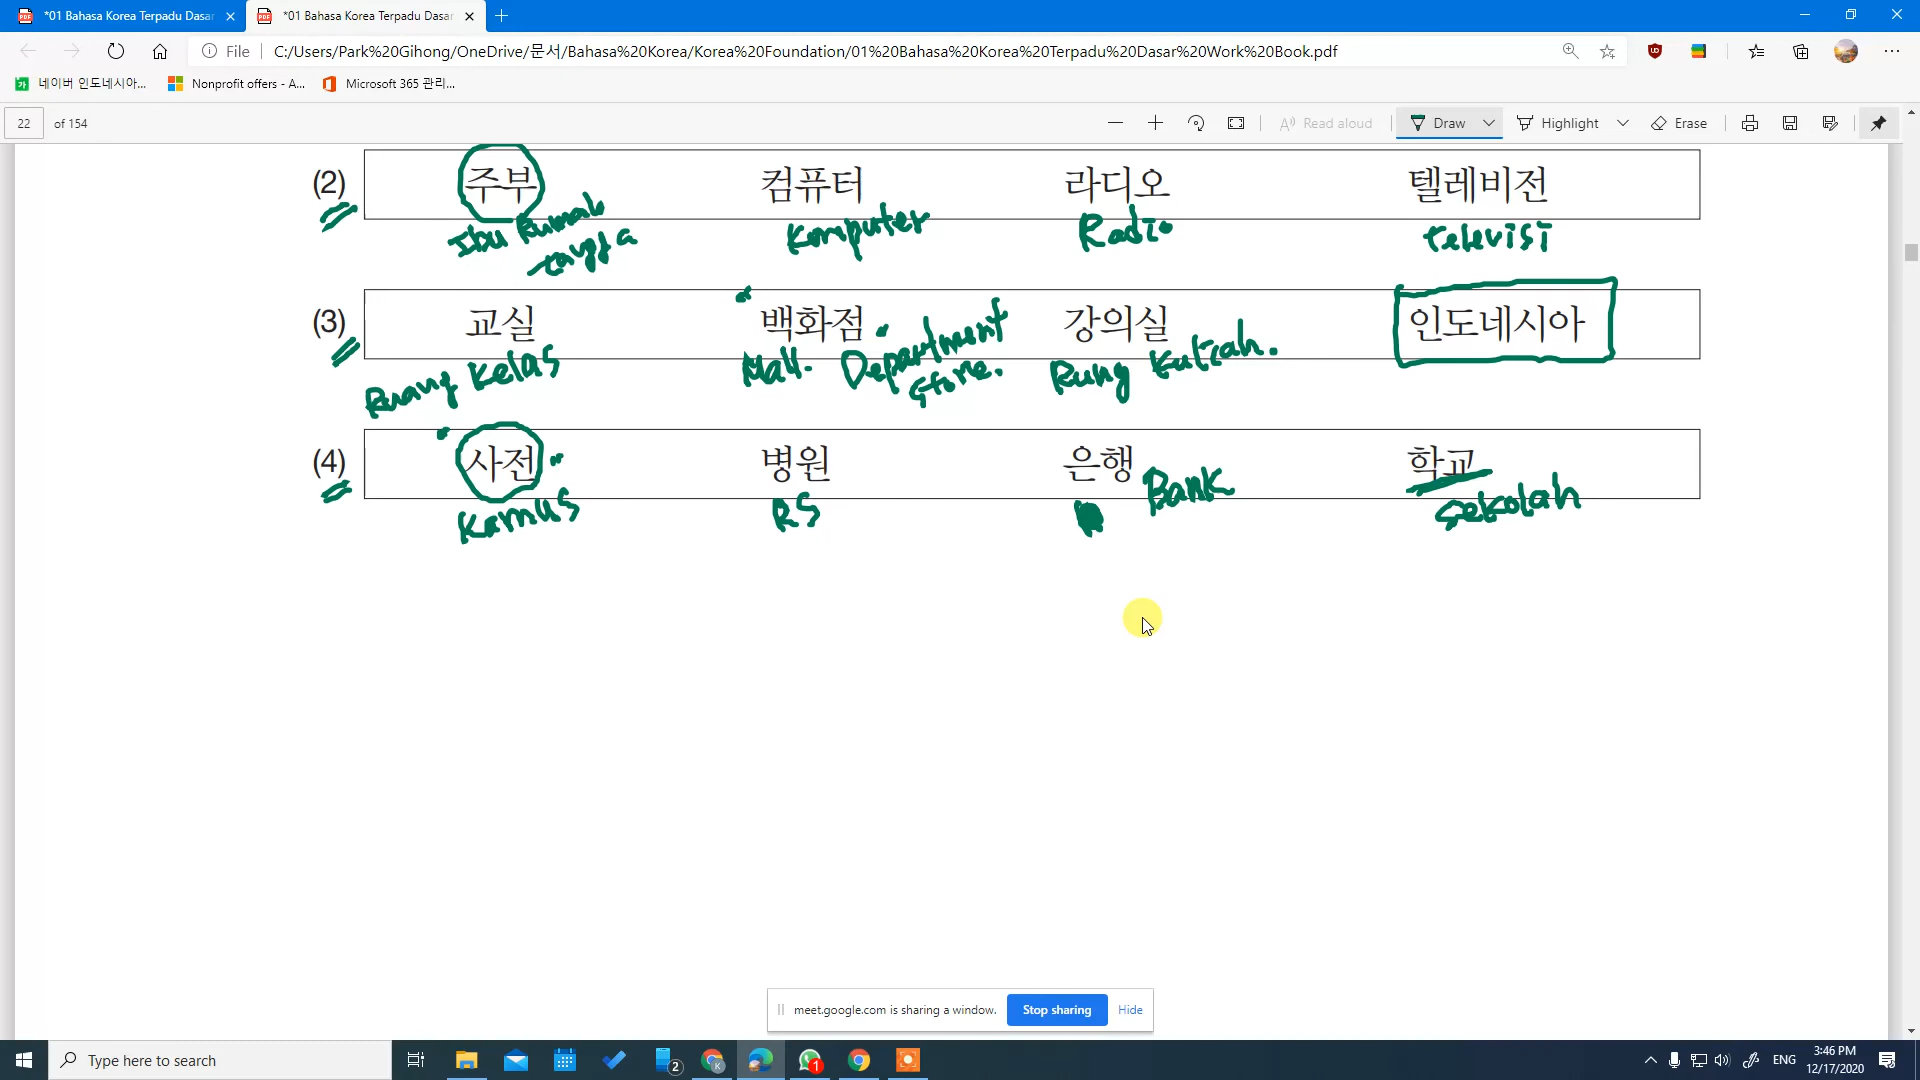 *01 Bahasa Korea Terpadu Dasar
*01 Bahasa Korea Terpadu Dasar
File
C:/Users/Park%20Gihong/OneDrive/문서/Bahasa%20Korea/Korea%20Foundation/01%20Bahasa%20Korea%20Terpadu%20Dasar%20Work%20Book.pdf
네이버 인도네시아... Nonprofit offers - A... Microsoft 365 관리...
22 of 154 Read aloud Draw Highlight Erase
(2) 주부 컴퓨터 라디오 텔레비전
Ibu Rumah Komputer Radio Televisi
tangga
(3) 교실 백화점 강의실 인도네시아
Ruang Kelas Mall. Department Rung Kuliah.
Store.
(4) 사전 병원 은행 학교
Kamus RS Bank Sekolah
meet.google.com is sharing a window. Stop sharing Hide
Type here to search
2
K
1
ENG
3:46 PM
12/17/2020